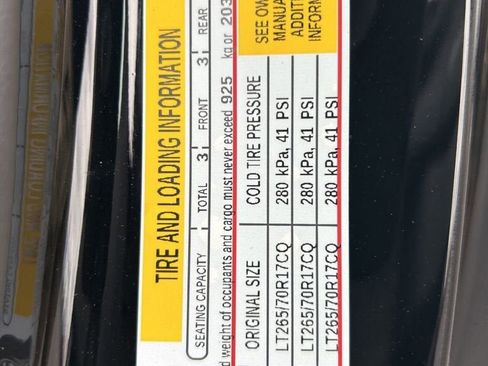 TIRE AND LOADING INFORMATION
SEATING CAPACITY TOTAL 3 FRONT 3 REAR
d weight of occupants and cargo must never exceed 925 kg or 203
ORIGINAL SIZE COLD TIRE PRESSURE SEE OW
LT265/70R17CQ 280 kPa, 41 PSI MANUA
LT265/70R17CQ 280 kPa, 41 PSI ADDITI
LT265/70R17CQ 280 kPa, 41 PSI INFORM